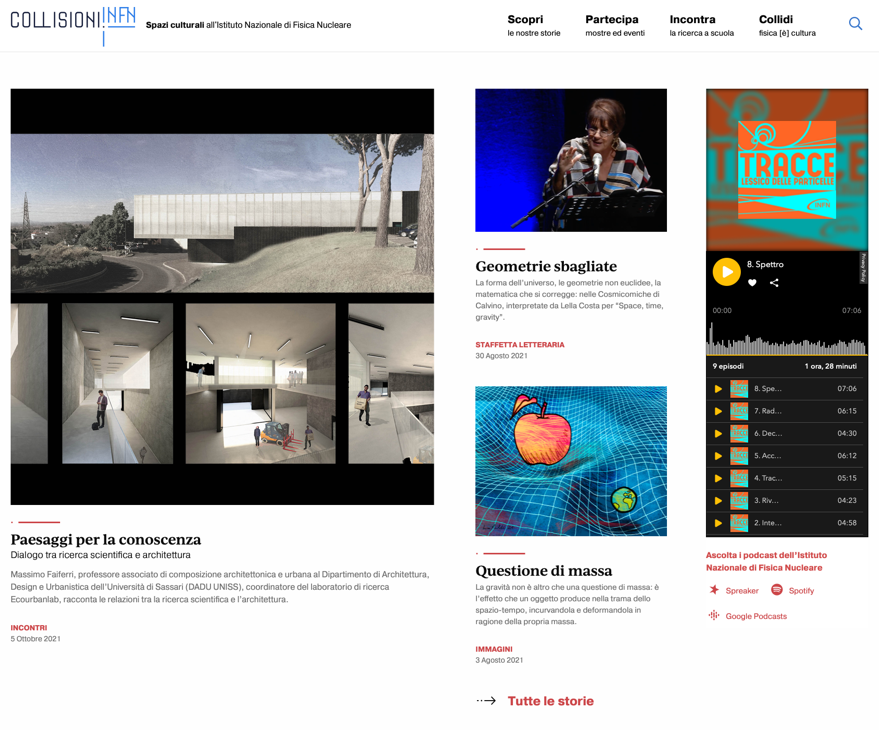 COLLISIONI INFN
Spazi culturali all'Istituto Nazionale di Fisica Nucleare
Scopri
le nostre storie
Partecipa
mostre ed eventi
Incontra
la ricerca a scuola
Collidi
fisica [è] cultura
Paesaggi per la conoscenza
Dialogo tra ricerca scientifica e architettura
Massimo Faiferri, professore associato di composizione architettonica e urbana al Dipartimento di Architettura,
Design e Urbanistica dell'Università di Sassari (DADU UNISS), coordinatore del laboratorio di ricerca
Ecourbanlab, racconta le relazioni tra la ricerca scientifica e l'architettura.
INCONTRI
5 Ottobre 2021
Geometrie sbagliate
La forma dell'universo, le geometrie non euclidee, la
matematica che si corregge: nelle Cosmicomiche di
Calvino, interpretate da Lella Costa per "Space, time,
gravity".
STAFFETTA LETTERARIA
30 Agosto 2021
Questione di massa
La gravità non è altro che una questione di massa: è
l'effetto che un oggetto produce nella trama dello
spazio-tempo, incurvandola e deformandola in
ragione della propria massa.
IMMAGINI
3 Agosto 2021
Tutte le storie
TRACCE
LESSICO DELLE PARTICELLE
INFN
8. Spettro
Privacy Policy
00:00
07:06
9 episodi
1 ora, 28 minuti
8. Spe...
07:06
7. Rad...
06:15
6. Dec...
04:30
5. Acc...
06:12
4. Trac...
05:15
3. Riv...
04:23
2. Inte...
04:58
Ascolta i podcast dell'Istituto
Nazionale di Fisica Nucleare
Spreaker
Spotify
Google Podcasts